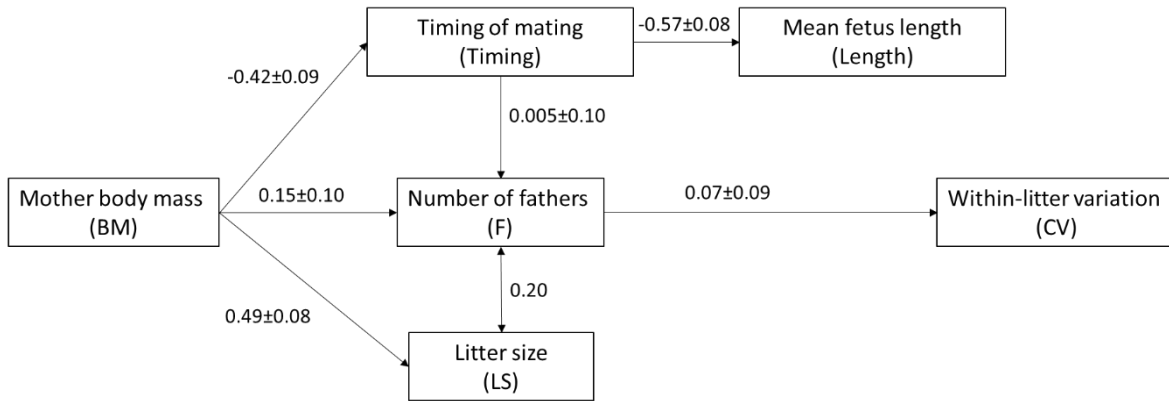 Timing of mating
(Timing)
-0.57±0.08
Mean fetus length
(Length)
-0.42±0.09
0.005±0.10
Mother body mass
(BM)
0.15±0.10
Number of fathers
(F)
0.07±0.09
Within-litter variation
(CV)
0.49±0.08
0.20
Litter size
(LS)